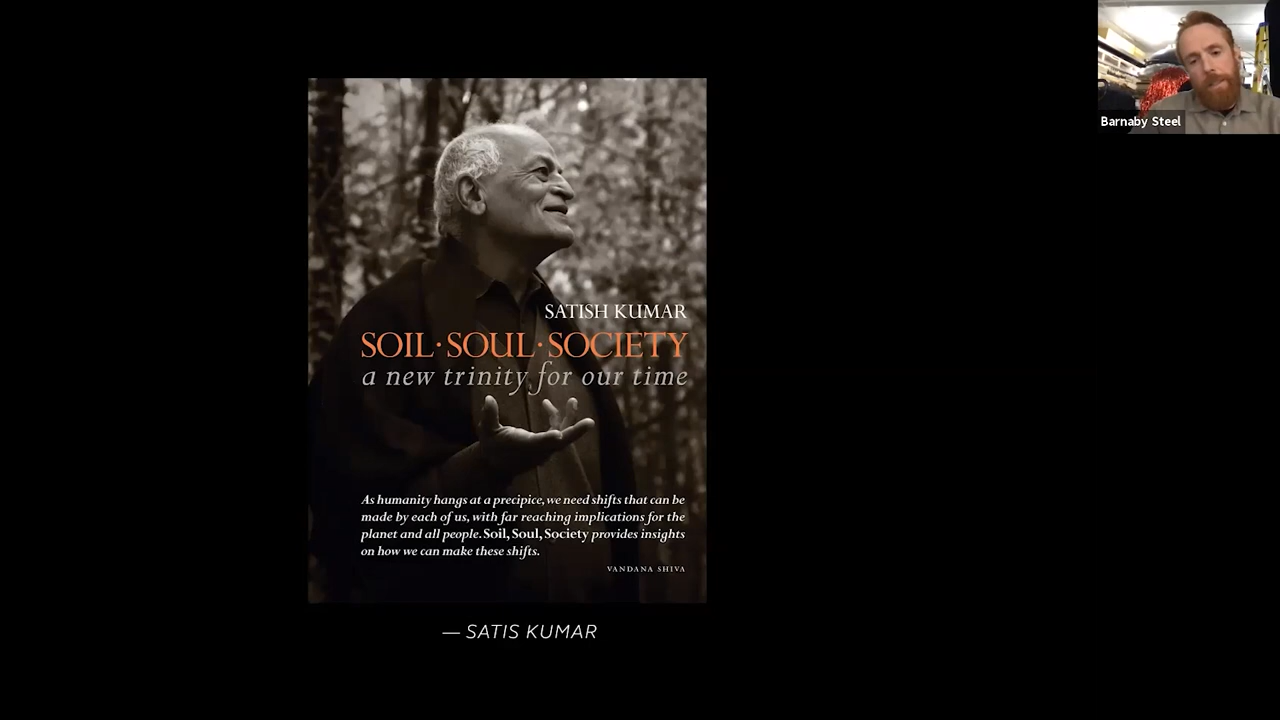 Barnaby Steel
SATISH KUMAR
SOIL·SOUL·SOCIETY
a new trinity for our time
As humanity hangs at a precipice, we need shifts that can be
made by each of us, with far reaching implications for the
planet and all people. Soil, Soul, Society provides insights
on how we can make these shifts.
VANDANA SHIVA
— SATIS KUMAR